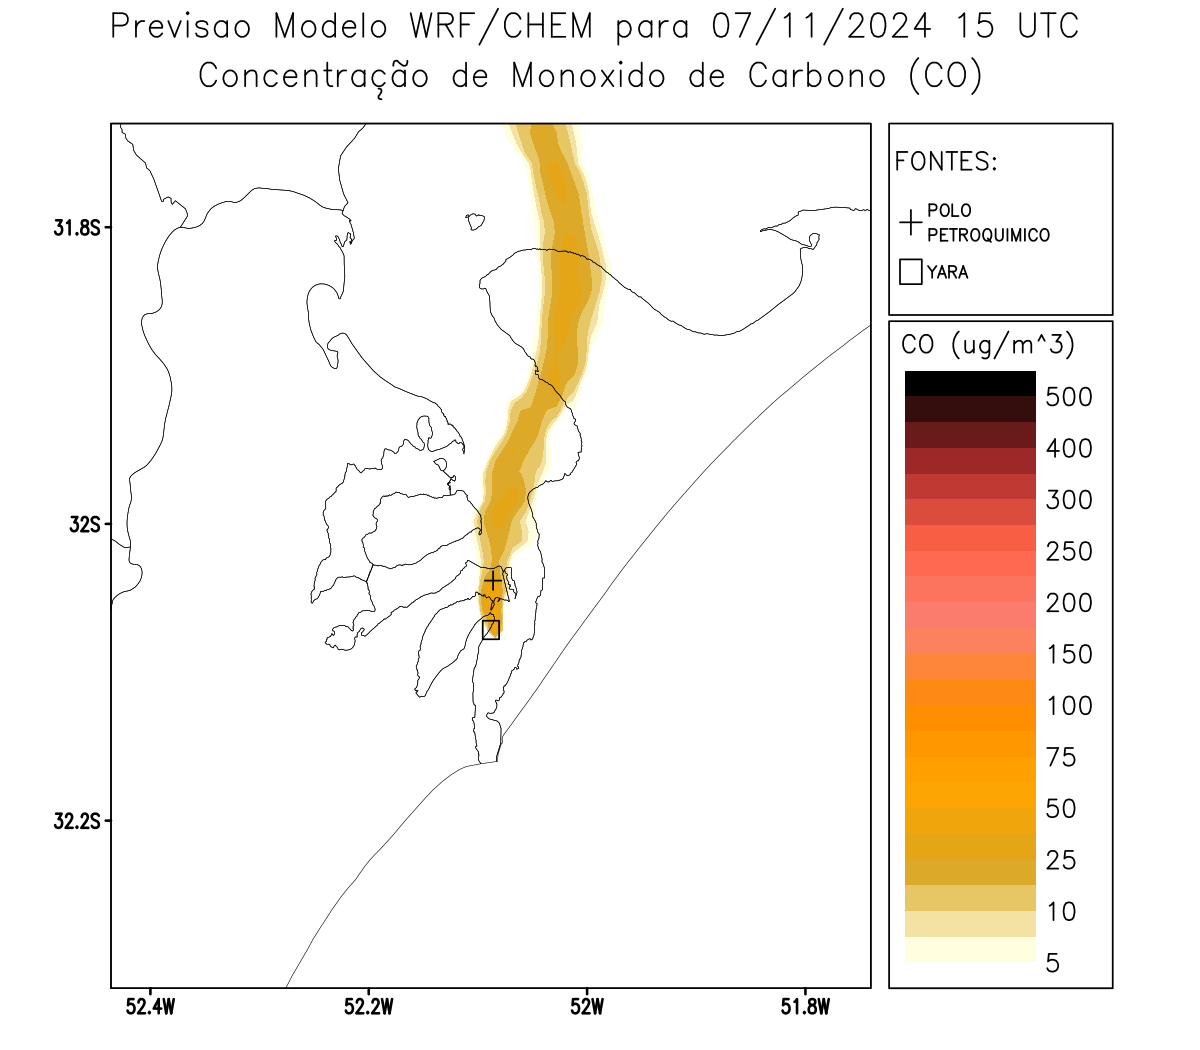 Previsao Modelo WRF/CHEM para 07/11/2024 15 UTC
Concentração de Monoxido de Carbono (CO)
FONTES:
POLO
PETROQUIMICO
YARA
31.8S
32S
32.2S
52.4W
52.2W
52W
51.8W
CO (ug/m^3)
500
400
300
250
200
150
100
75
50
25
10
5